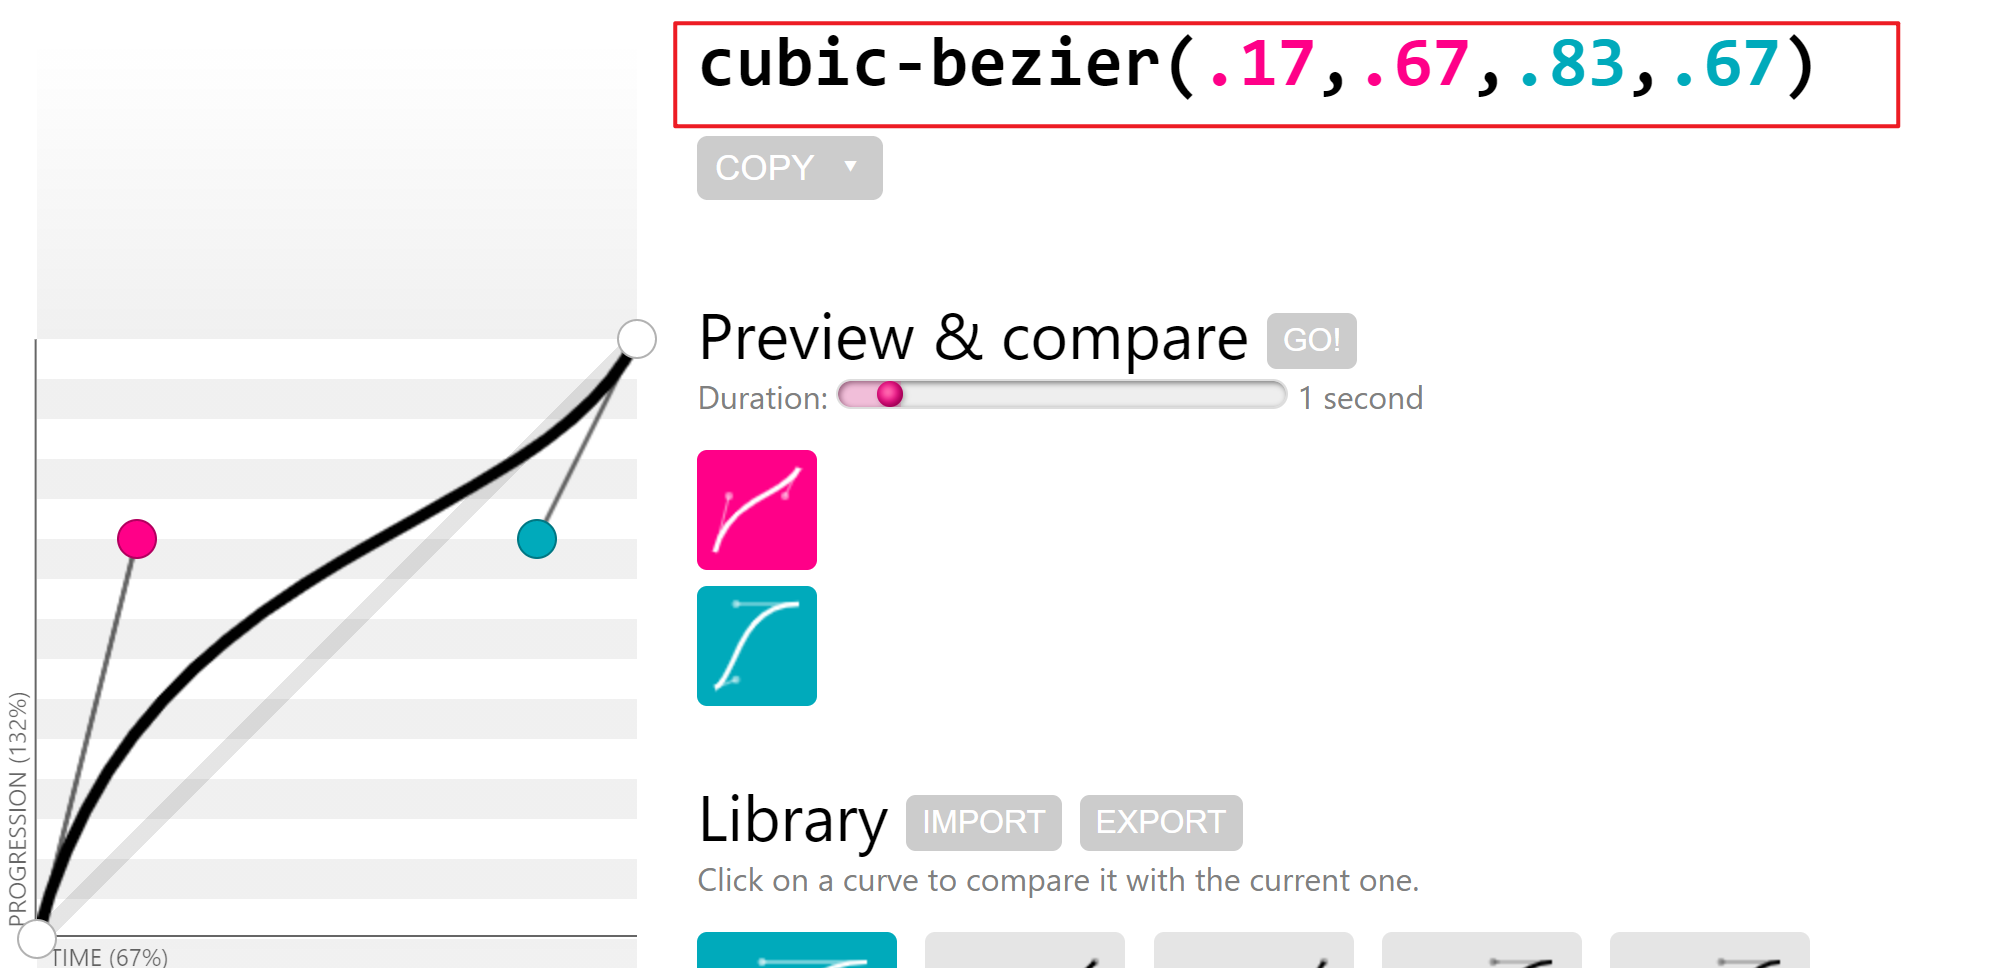 cubic-bezier(.17,.67,.83,.67)
COPY ▼
Preview & compare GO!
Duration: 1 second
PROGRESSION (132%)
Library IMPORT EXPORT
Click on a curve to compare it with the current one.
TIME (67%)